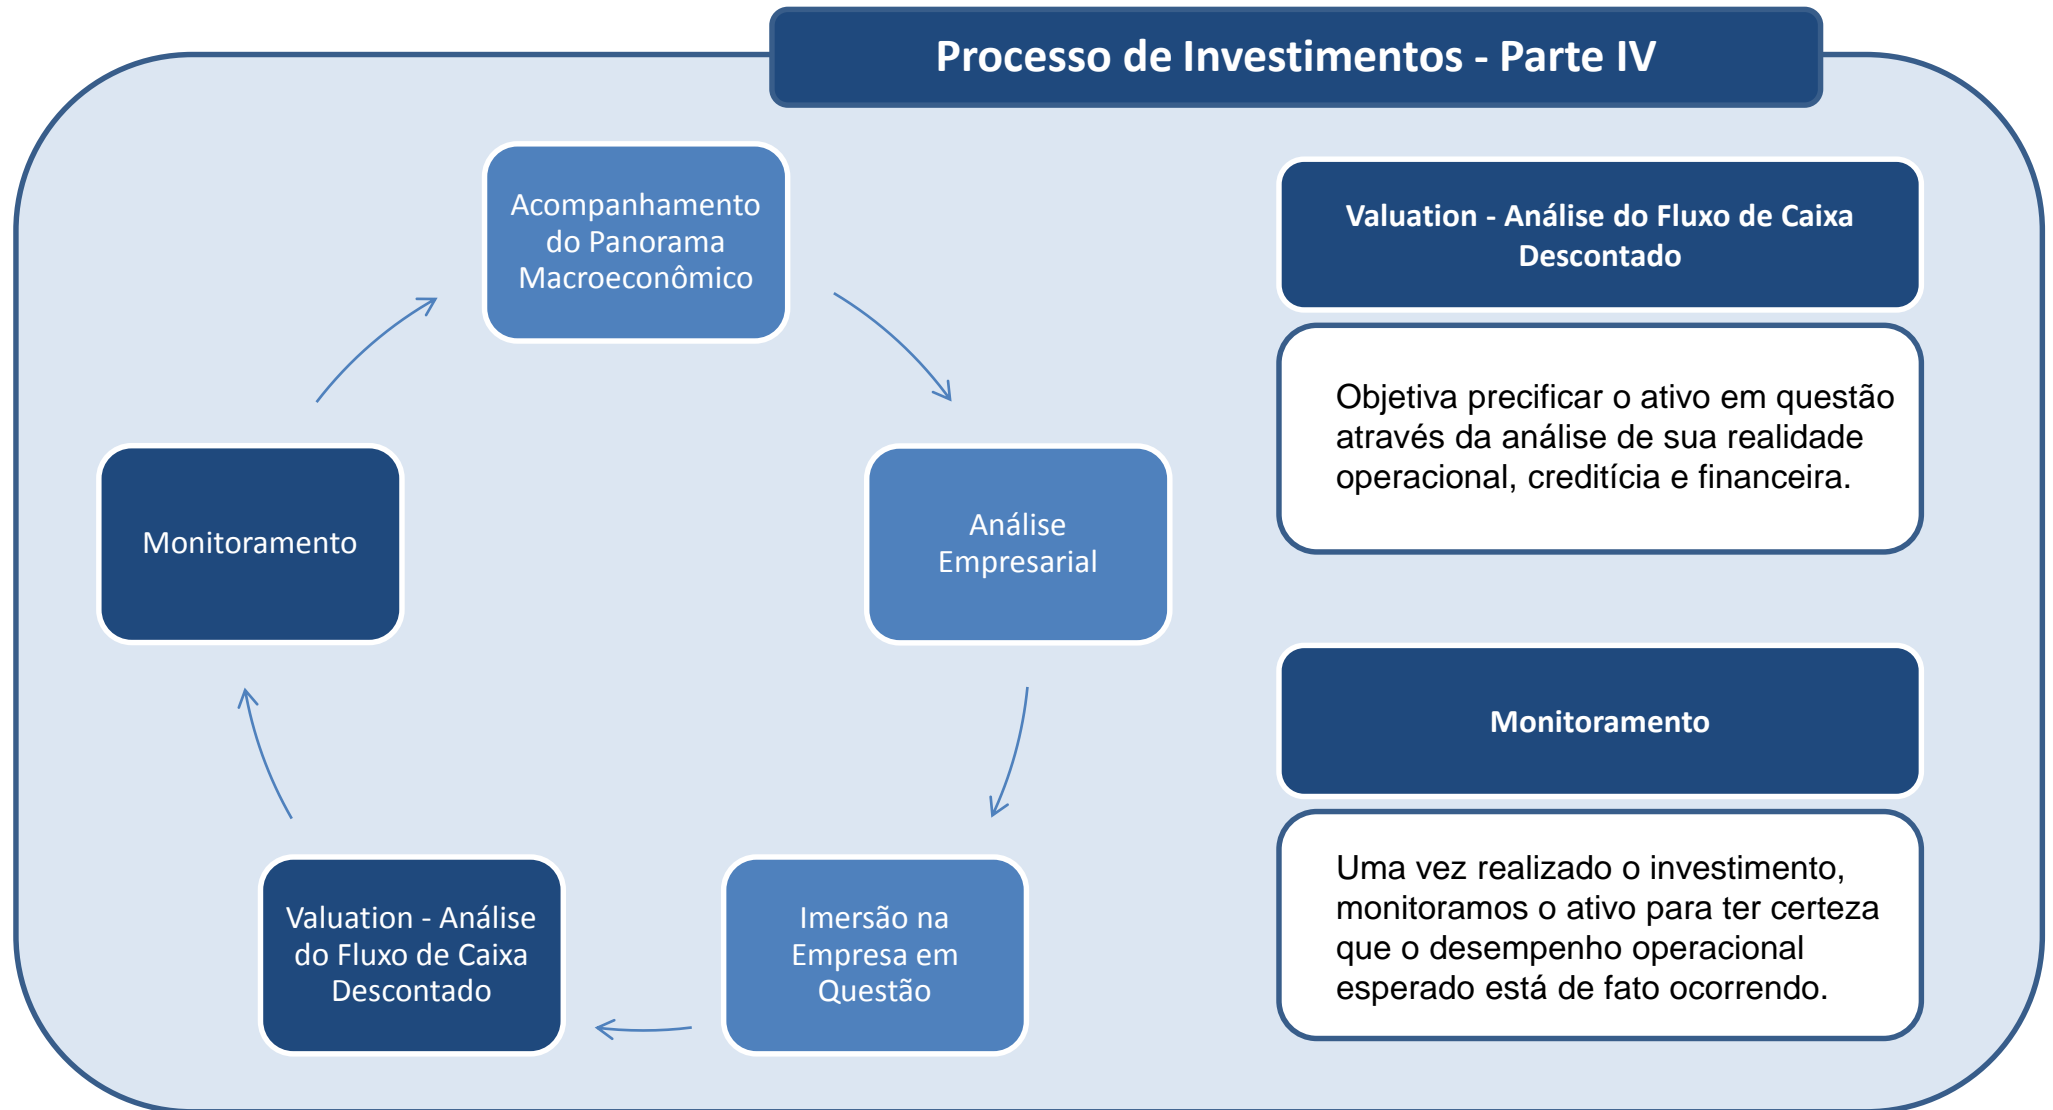 Processo de Investimentos - Parte IV
Acompanhamento
do Panorama
Macroeconômico
Análise
Empresarial
Imersão na
Empresa em
Questão
Valuation - Análise
do Fluxo de Caixa
Descontado
Monitoramento
Valuation - Análise do Fluxo de Caixa
Descontado
Objetiva precificar o ativo em questão
através da análise de sua realidade
operacional, creditícia e financeira.
Monitoramento
Uma vez realizado o investimento,
monitoramos o ativo para ter certeza
que o desempenho operacional
esperado está de fato ocorrendo.